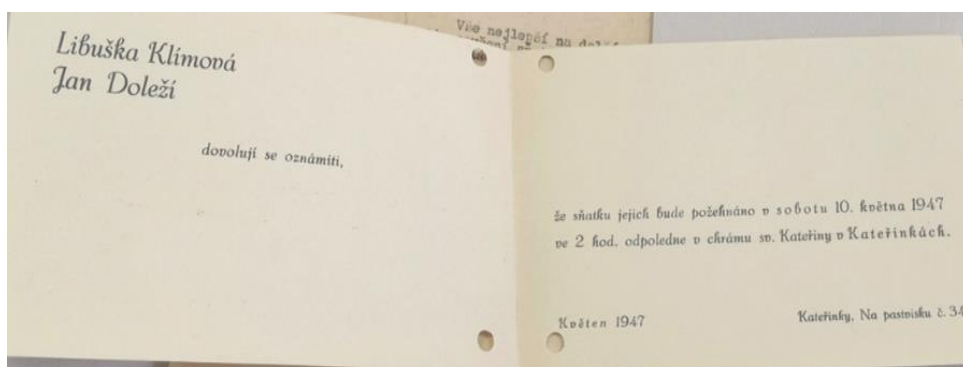 Vše nejlepší na
Libuška Klímová
Jan Doleží
dovolují se oznámiti,
že sňatku jejich bude požehnáno v sobotu 10. května 1947
ve 2 hod. odpoledne v chrámu sv. Kateřiny v Kateřinkách.
Květen 1947
Kateřinky, Na pastvisku č. 34